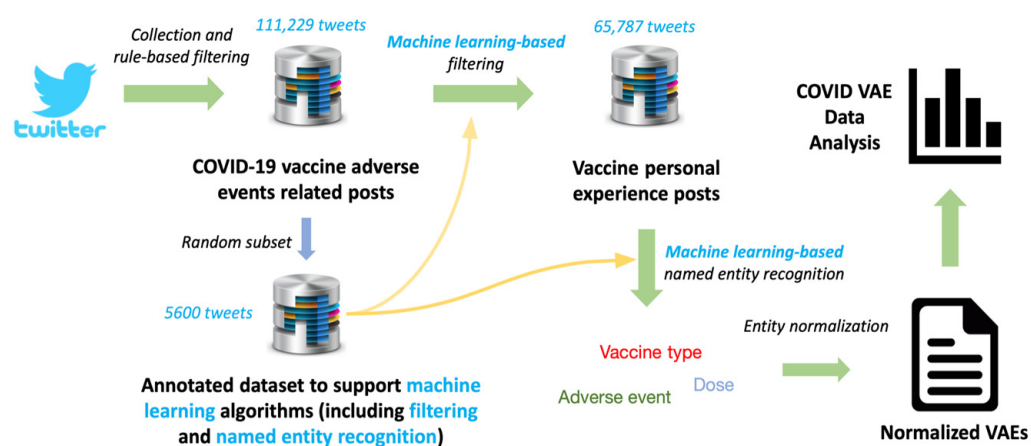 twitter
Collection and
rule-based filtering
111,229 tweets
COVID-19 vaccine adverse
events related posts
Machine learning-based
filtering
65,787 tweets
Vaccine personal
experience posts
Random subset
5600 tweets
Annotated dataset to support machine
learning algorithms (including filtering
and named entity recognition)
Machine learning-based
named entity recognition
Vaccine type
Dose
Adverse event
Entity normalization
Normalized VAEs
COVID VAE
Data
Analysis